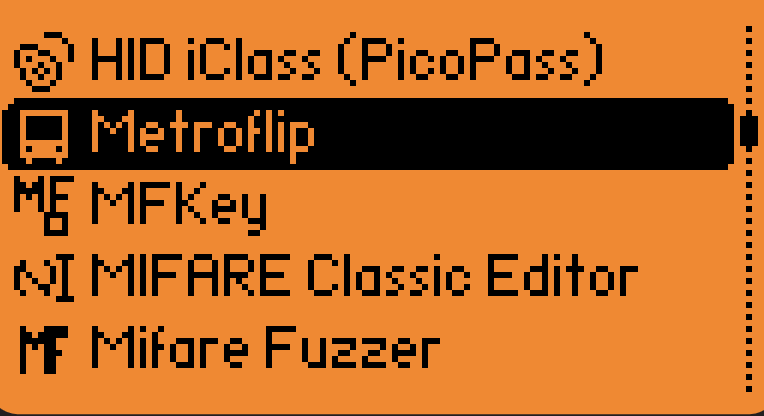 HID iClass (PicoPass)
Metroflip
MFKey
MIFARE Classic Editor
Mifare Fuzzer